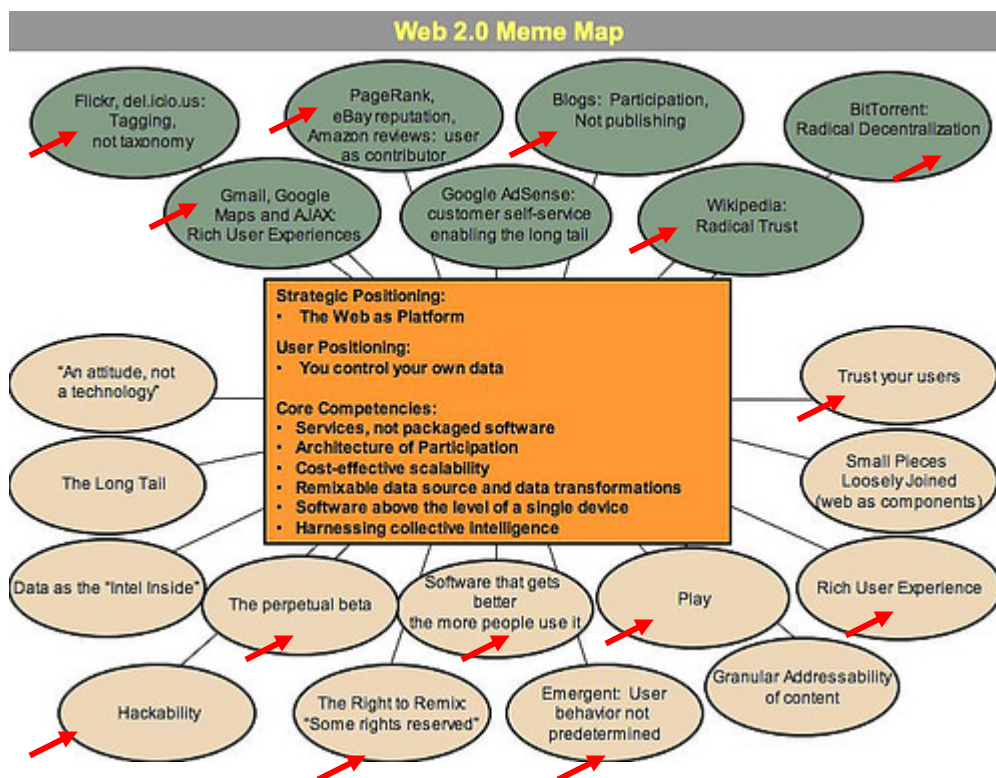 Web 2.0 Meme Map
Flickr, del.icio.us:
Tagging,
not taxonomy
PageRank,
eBay reputation,
Amazon reviews: user
as contributor
Blogs: Participation,
Not publishing
BitTorrent:
Radical Decentralization
Gmail, Google
Maps and AJAX:
Rich User Experiences
Google AdSense:
customer self-service
enabling the long tail
Wikipedia:
Radical Trust
Strategic Positioning:
• The Web as Platform
User Positioning:
• You control your own data
Core Competencies:
• Services, not packaged software
• Architecture of Participation
• Cost-effective scalability
• Remixable data source and data transformations
• Software above the level of a single device
• Harnessing collective intelligence
“An attitude, not
a technology”
Trust your users
The Long Tail
Small Pieces
Loosely Joined
(web as components)
Data as the “Intel Inside”
The perpetual beta
Software that gets
better
the more people use it
Play
Rich User Experience
Hackability
The Right to Remix:
“Some rights reserved”
Emergent: User
behavior not
predetermined
Granular Addressability
of content